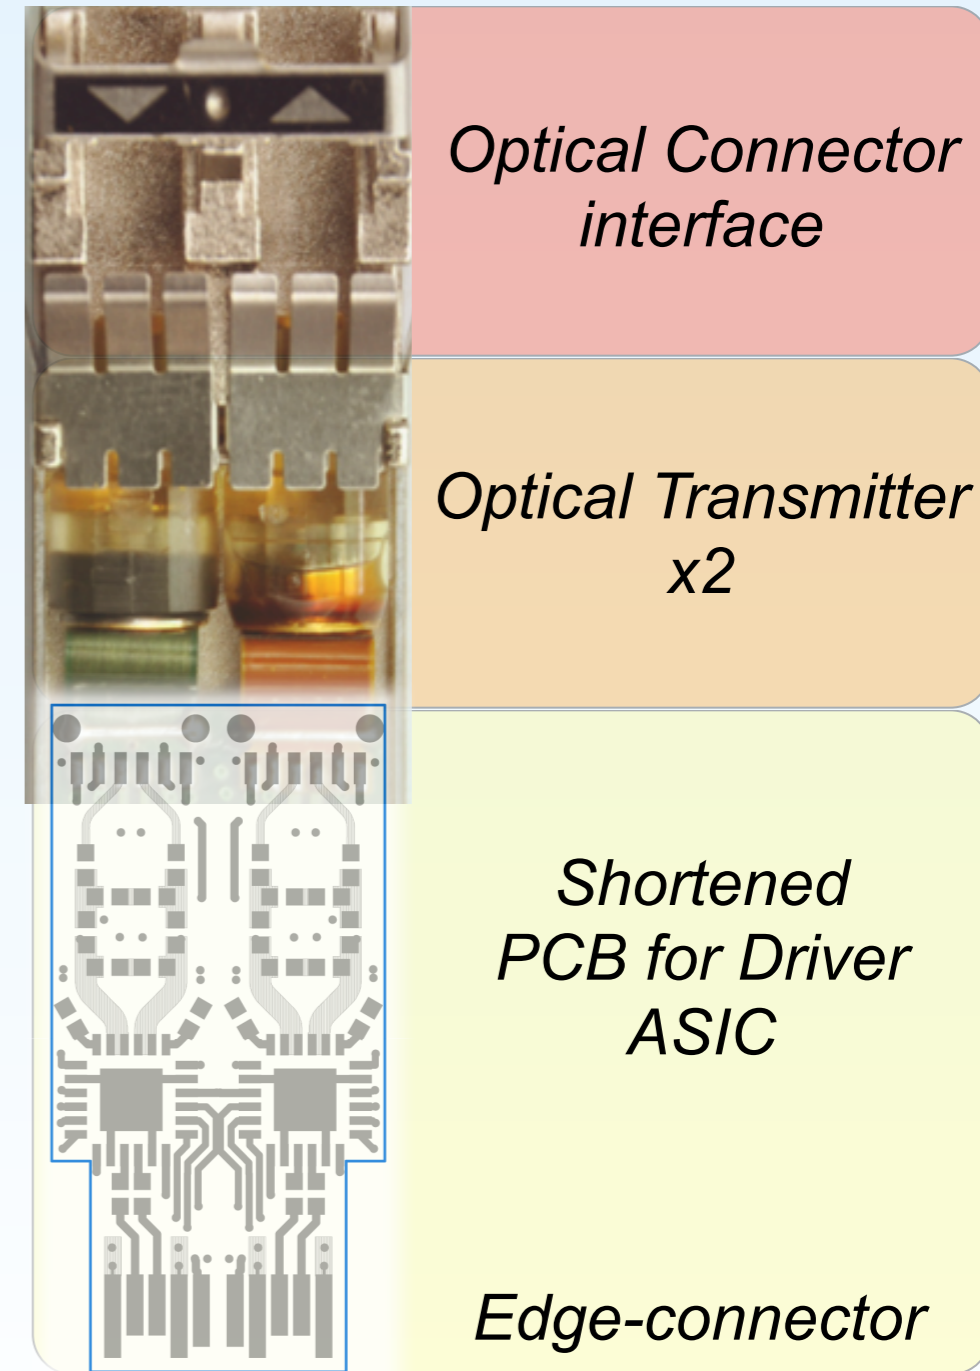 Optical Connector
interface
Optical Transmitter
x2
Shortened
PCB for Driver
ASIC
Edge-connector